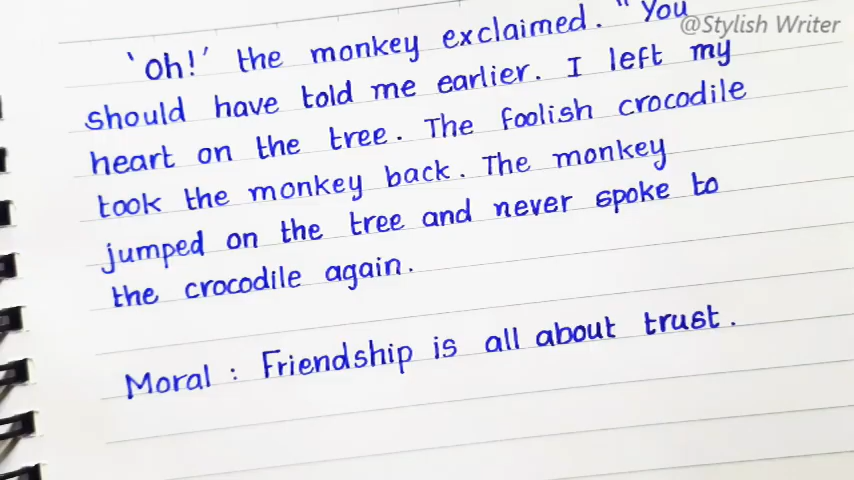 'oh!' the monkey exclaimed. "You
@Stylish Writer
should have told me earlier. I left my
heart on the tree. The foolish crocodile
took the monkey back. The monkey
jumped on the tree and never spoke to
the crocodile again.
Moral : Friendship is all about trust.